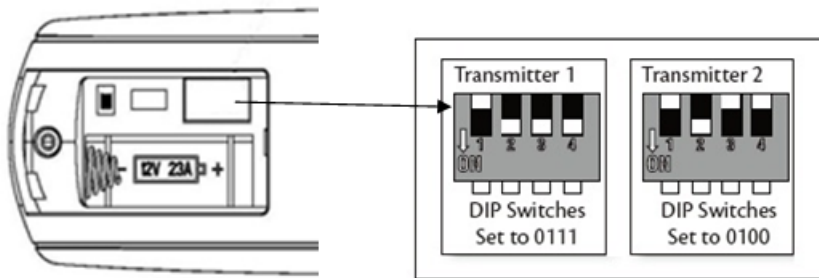 - 12V 23A +
Transmitter 1
1 2 3 4
ON
DIP Switches
Set to 0111
Transmitter 2
1 2 3 4
ON
DIP Switches
Set to 0100